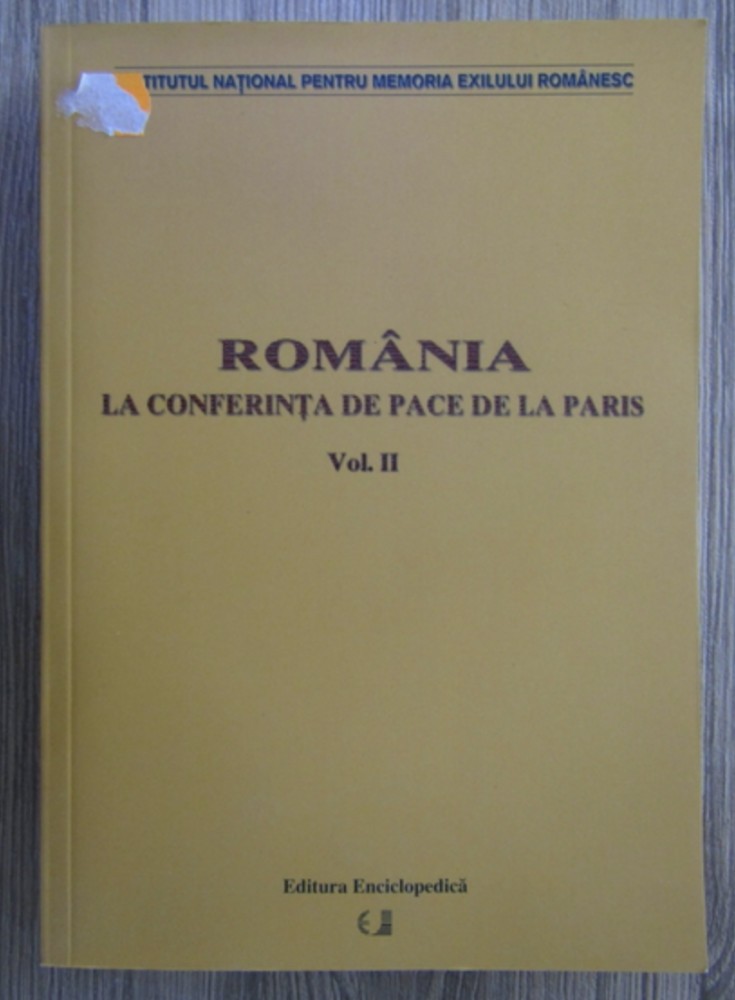 TITUTUL NAȚIONAL PENTRU MEMORIA EXILULUI ROMÂNESC
ROMÂNIA
LA CONFERINȚA DE PACE DE LA PARIS
Vol. II
Editura Enciclopedică